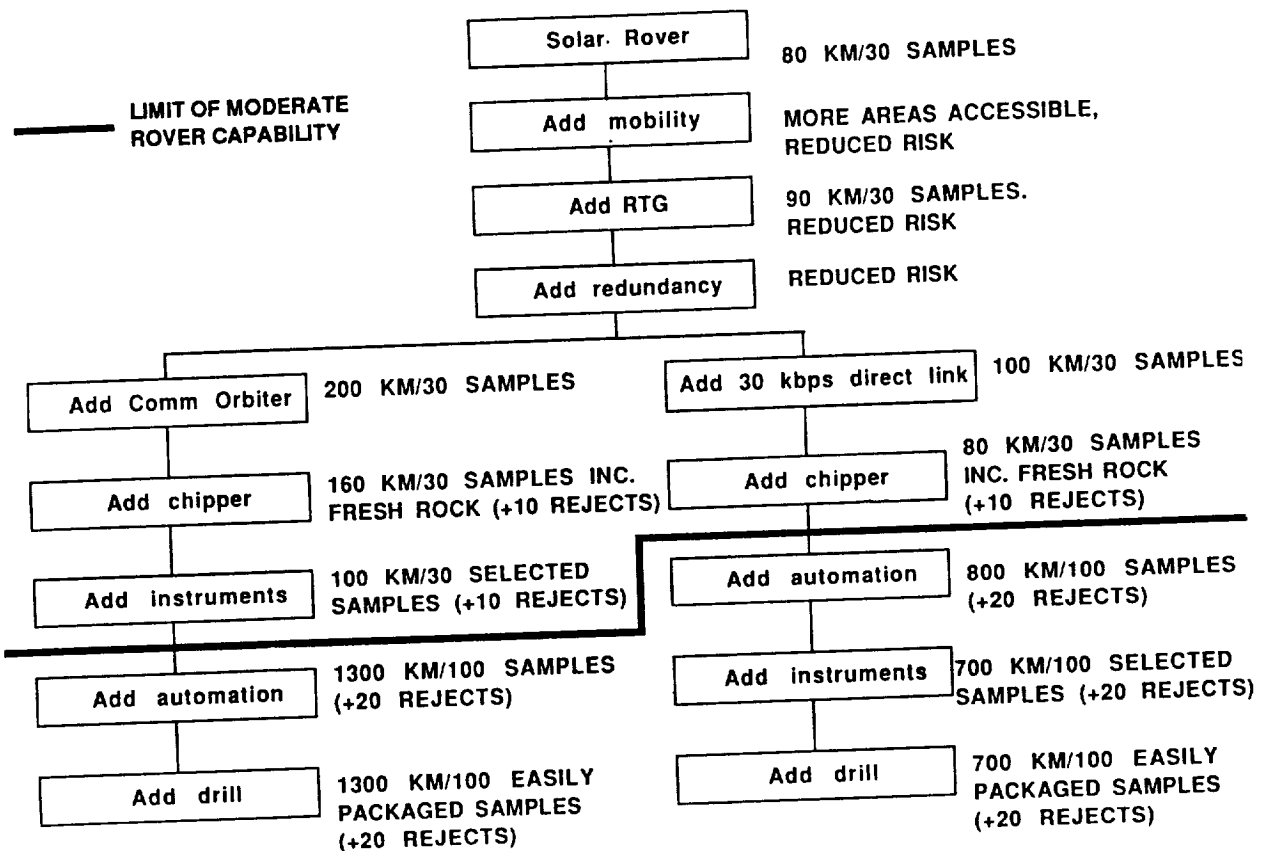 Solar Rover
80 KM/30 SAMPLES
LIMIT OF MODERATE
ROVER CAPABILITY
Add mobility
MORE AREAS ACCESSIBLE,
REDUCED RISK
Add RTG
90 KM/30 SAMPLES.
REDUCED RISK
Add redundancy
REDUCED RISK
Add Comm Orbiter
200 KM/30 SAMPLES
Add chipper
160 KM/30 SAMPLES INC.
FRESH ROCK (+10 REJECTS)
Add instruments
100 KM/30 SELECTED
SAMPLES (+10 REJECTS)
Add automation
1300 KM/100 SAMPLES
(+20 REJECTS)
Add drill
1300 KM/100 EASILY
PACKAGED SAMPLES
(+20 REJECTS)
Add 30 kbps direct link
100 KM/30 SAMPLES
Add chipper
80 KM/30 SAMPLES
INC. FRESH ROCK
(+10 REJECTS)
Add automation
800 KM/100 SAMPLES
(+20 REJECTS)
Add instruments
700 KM/100 SELECTED
SAMPLES (+20 REJECTS)
Add drill
700 KM/100 EASILY
PACKAGED SAMPLES
(+20 REJECTS)